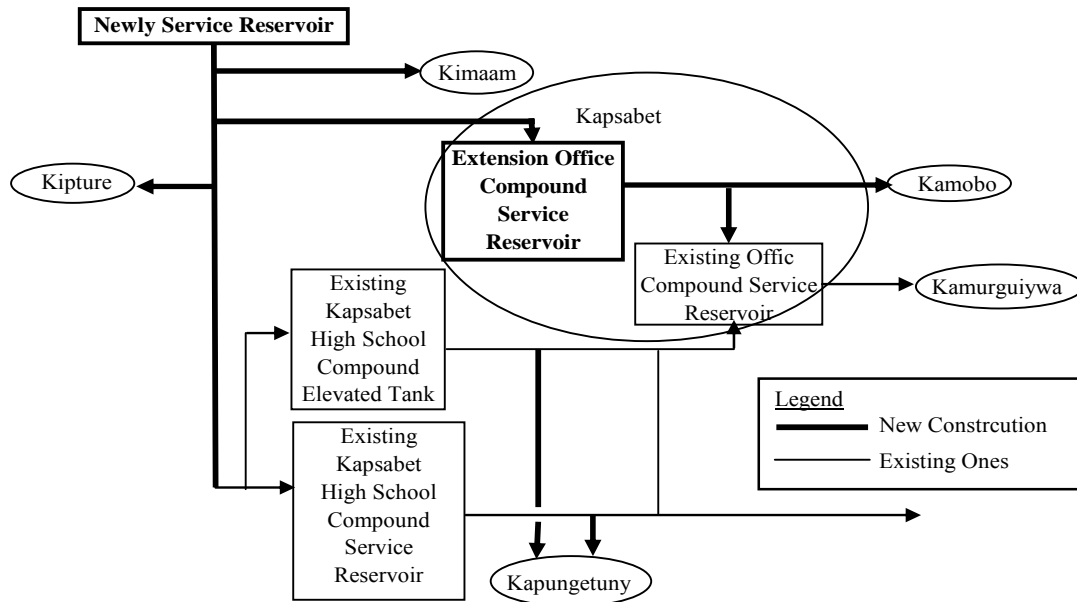 Newly Service Reservoir
Kimaam
Kapsabet
Extension Office
Compound
Service
Reservoir
Kipture
Kamobo
Existing Offic
Compound Service
Reservoir
Kamurguiywa
Existing
Kapsabet
High School
Compound
Elevated Tank
Legend
New Constrcution
Existing Ones
Existing
Kapsabet
High School
Compound
Service
Reservoir
Kapungetuny